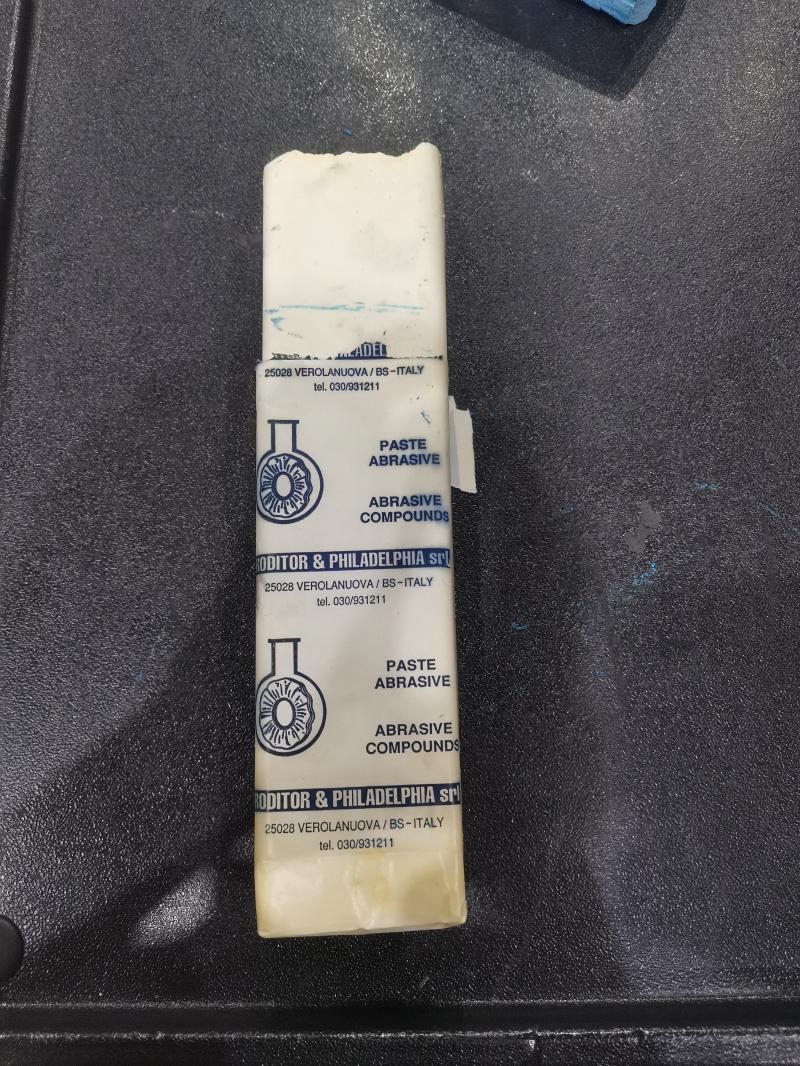 25028 VEROLANUOVA / BS-ITALY
tel. 030/931211
PASTE
ABRASIVE
ABRASIVE
COMPOUNDS
RODITOR & PHILADELPHIA srl
25028 VEROLANUOVA / BS-ITALY
tel. 030/931211
PASTE
ABRASIVE
ABRASIVE
COMPOUNDS
RODITOR & PHILADELPHIA srl
25028 VEROLANUOVA / BS-ITALY
tel. 030/931211